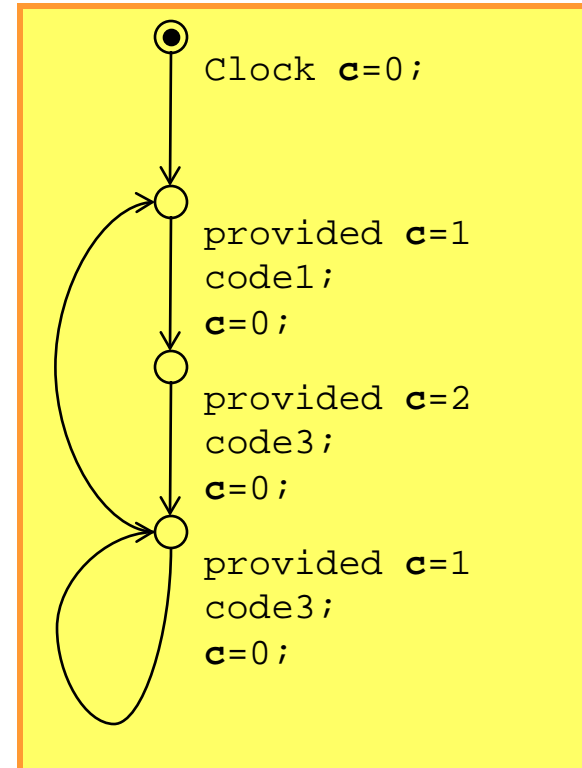 Clock c=0;
provided c=1
code1;
c=0;
provided c=2
code3;
c=0;
provided c=1
code3;
c=0;